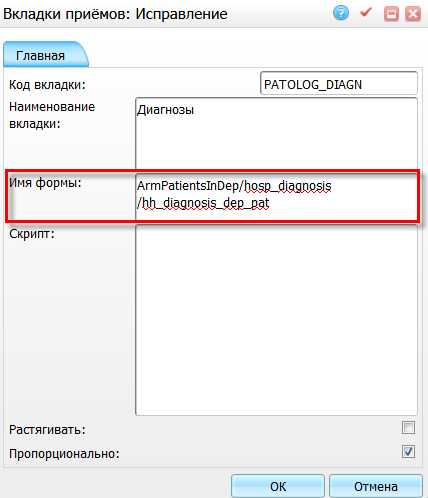 Вкладки приёмов: Исправление
Главная
Код вкладки:
PATOLOG_DIAGN
Наименование
вкладки:
Диагнозы
Имя формы:
ArmPatientsInDep/hosp_diagnosis
/hh_diagnosis_dep_pat
Скрипт:
Растягивать:
Пропорционально:
ОК
Отмена